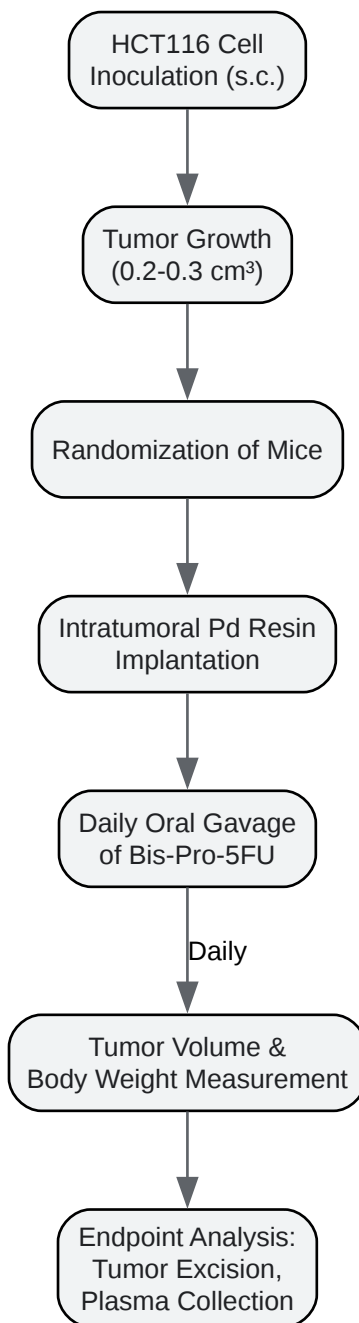 HCT116 Cell
Inoculation (s.c.)
Tumor Growth
(0.2-0.3 cm³)
Randomization of Mice
Intratumoral Pd Resin
Implantation
Daily Oral Gavage
of Bis-Pro-5FU
Daily
Tumor Volume &
Body Weight Measurement
Endpoint Analysis:
Tumor Excision,
Plasma Collection